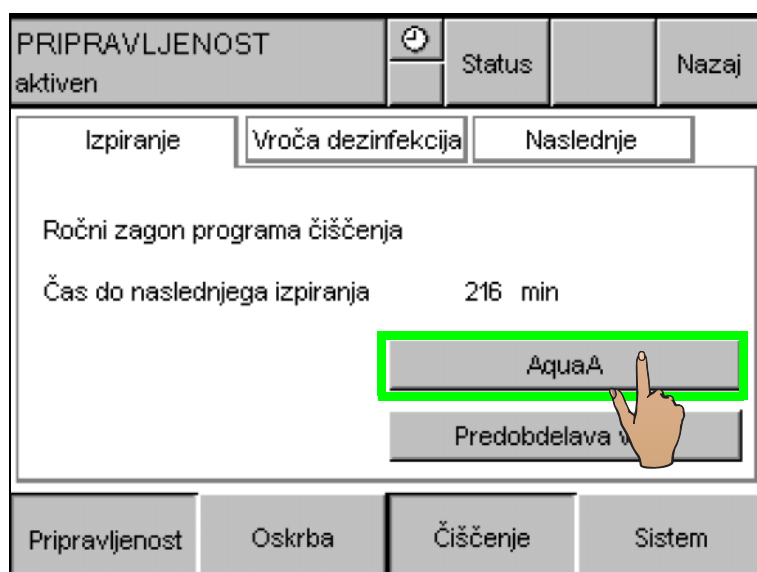 PRIPRAVLJENOST
aktiven
Status
Nazaj
Izpiranje
Vroča dezinfekcija
Naslednje
Ročni zagon programa čiščenja
Čas do naslednjega izpiranja 216 min
AquaA
Predobdelava
Pripravljenost
Oskrba
Čiščenje
Sistem